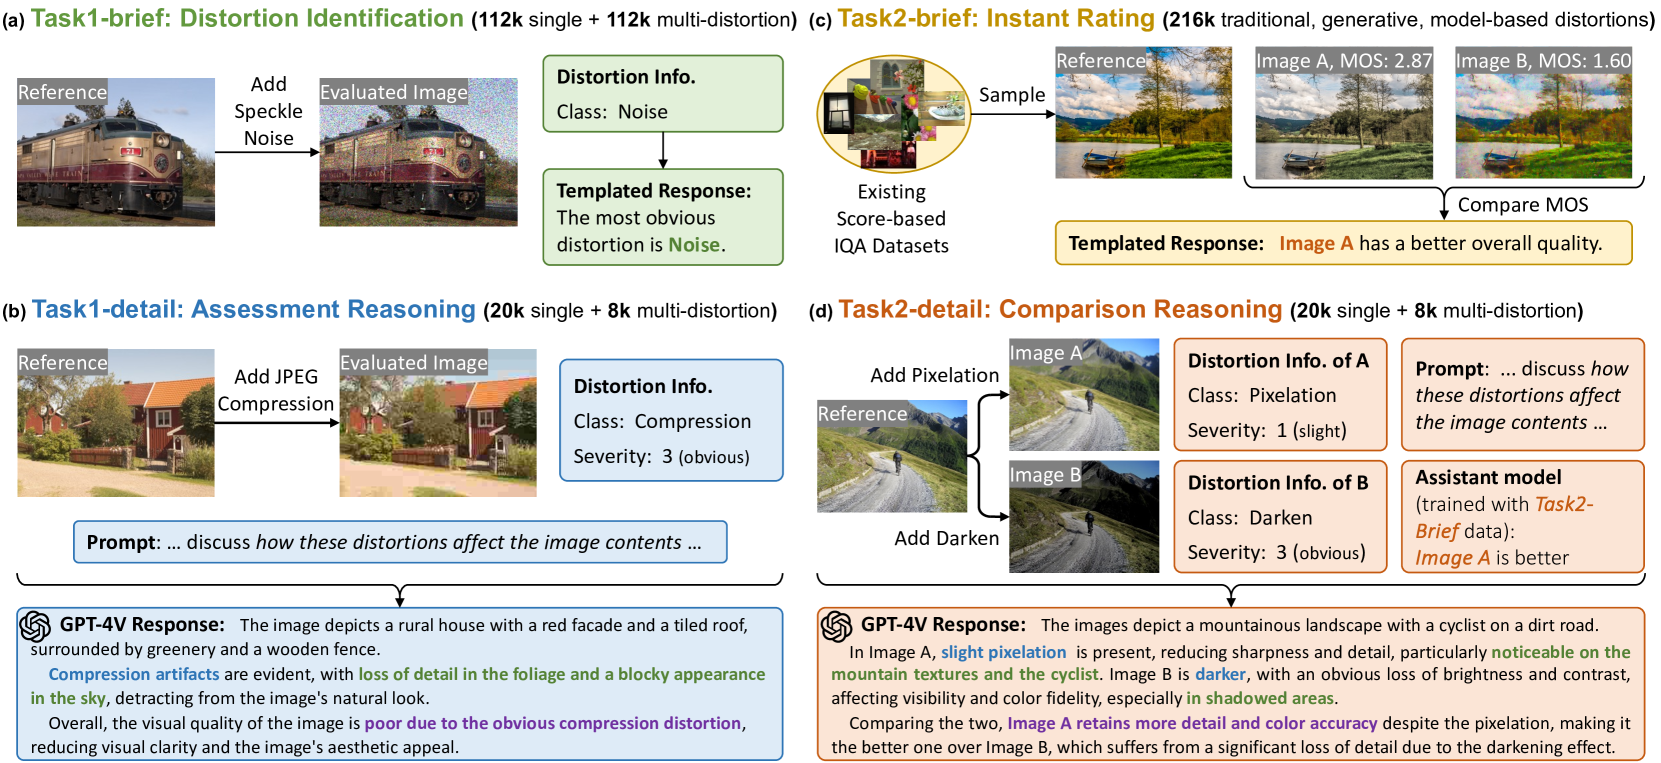 (a) Task1-brief: Distortion Identification (112k single + 112k multi-distortion)
Reference
Add
Speckle
Noise
Evaluated Image
Distortion Info.
Class: Noise
Templated Response:
The most obvious
distortion is Noise.
(c) Task2-brief: Instant Rating (216k traditional, generative, model-based distortions)
Existing
Score-based
IQA Datasets
Sample
Reference
Image A, MOS: 2.87
Image B, MOS: 1.60
Compare MOS
Templated Response: Image A has a better overall quality.
(b) Task1-detail: Assessment Reasoning (20k single + 8k multi-distortion)
Reference
Add JPEG
Compression
Evaluated Image
Distortion Info.
Class: Compression
Severity: 3 (obvious)
Prompt: ... discuss how these distortions affect the image contents ...
GPT-4V Response: The image depicts a rural house with a red facade and a tiled roof,
surrounded by greenery and a wooden fence.
Compression artifacts are evident, with loss of detail in the foliage and a blocky appearance
in the sky, detracting from the image's natural look.
Overall, the visual quality of the image is poor due to the obvious compression distortion,
reducing visual clarity and the image's aesthetic appeal.
(d) Task2-detail: Comparison Reasoning (20k single + 8k multi-distortion)
Reference
Add Pixelation
Add Darken
Image A
Image B
Distortion Info. of A
Class: Pixelation
Severity: 1 (slight)
Distortion Info. of B
Class: Darken
Severity: 3 (obvious)
Prompt: ... discuss how
these distortions affect
the image contents ...
Assistant model
(trained with Task2-
Brief data):
Image A is better
GPT-4V Response: The images depict a mountainous landscape with a cyclist on a dirt road.
In Image A, slight pixelation is present, reducing sharpness and detail, particularly noticeable on the
mountain textures and the cyclist. Image B is darker, with an obvious loss of brightness and contrast,
affecting visibility and color fidelity, especially in shadowed areas.
Comparing the two, Image A retains more detail and color accuracy despite the pixelation, making it
the better one over Image B, which suffers from a significant loss of detail due to the darkening effect.